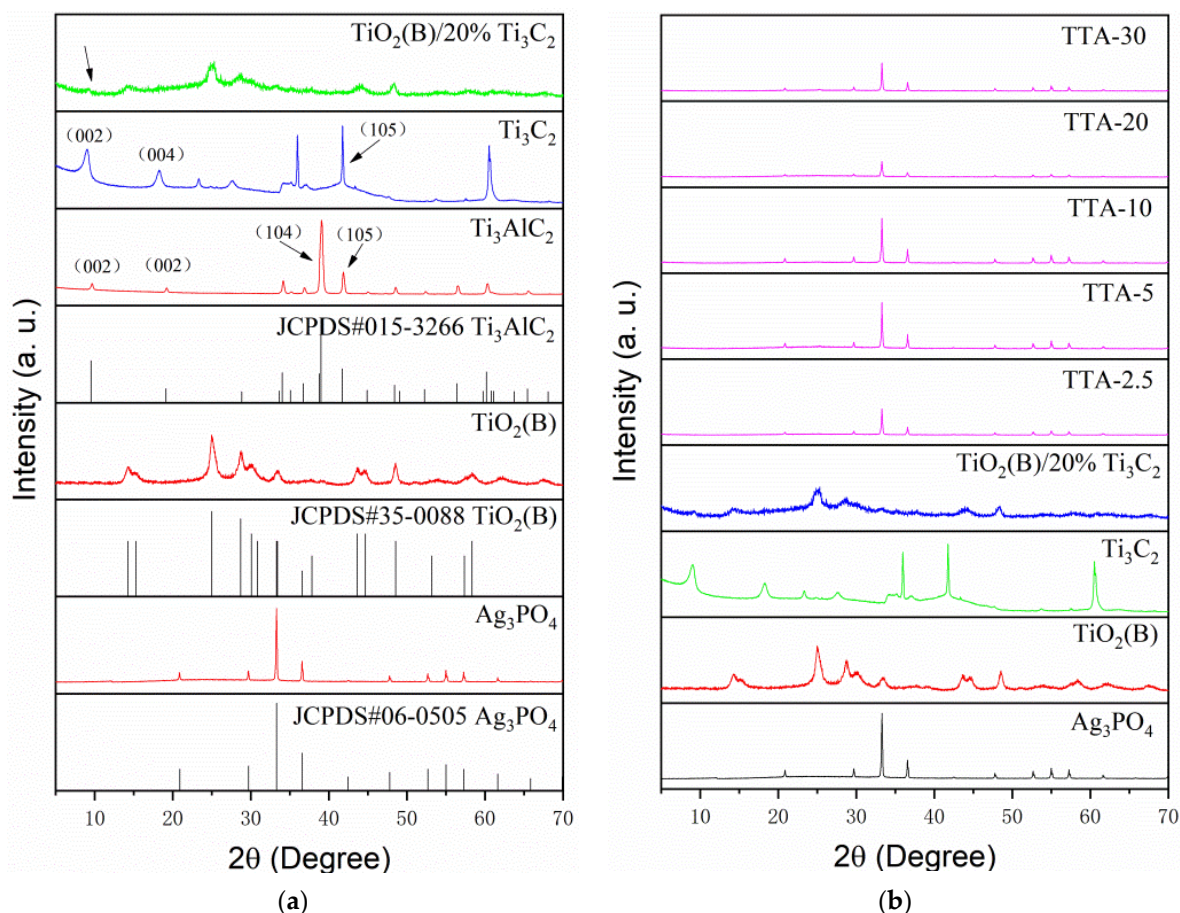 TiO₂(B)/20% Ti₃C₂
(002)
(004)
(105)
Ti₃C₂
(002)
(002)
(104)
(105)
Ti₃AlC₂
JCPDS#015-3266 Ti₃AlC₂
TiO₂(B)
JCPDS#35-0088 TiO₂(B)
Ag₃PO₄
JCPDS#06-0505 Ag₃PO₄
Intensity (a. u.)
10 20 30 40 50 60 70
2θ (Degree)
(a)
TTA-30
TTA-20
TTA-10
TTA-5
TTA-2.5
TiO₂(B)/20% Ti₃C₂
Ti₃C₂
TiO₂(B)
Ag₃PO₄
Intensity (a. u.)
10 20 30 40 50 60 70
2θ (Degree)
(b)